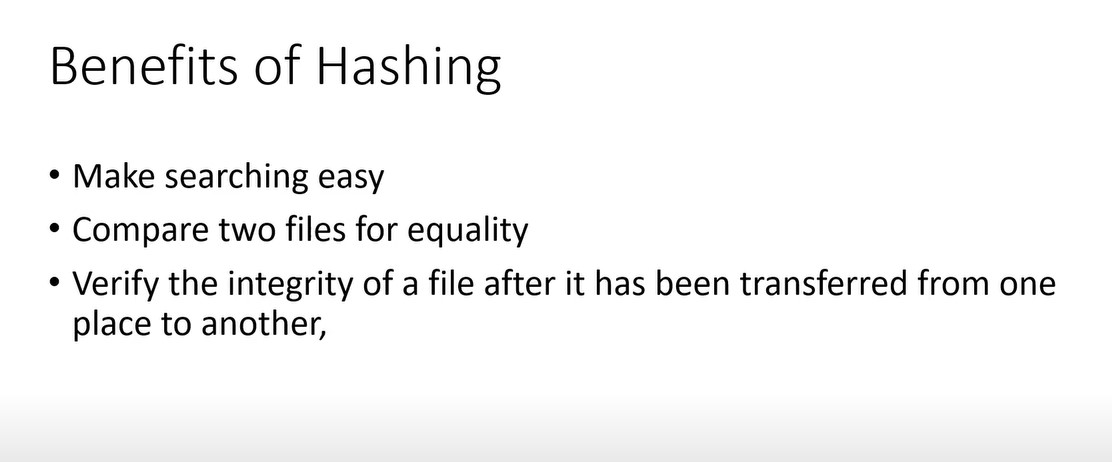 Benefits of Hashing
• Make searching easy
• Compare two files for equality
• Verify the integrity of a file after it has been transferred from one
place to another,